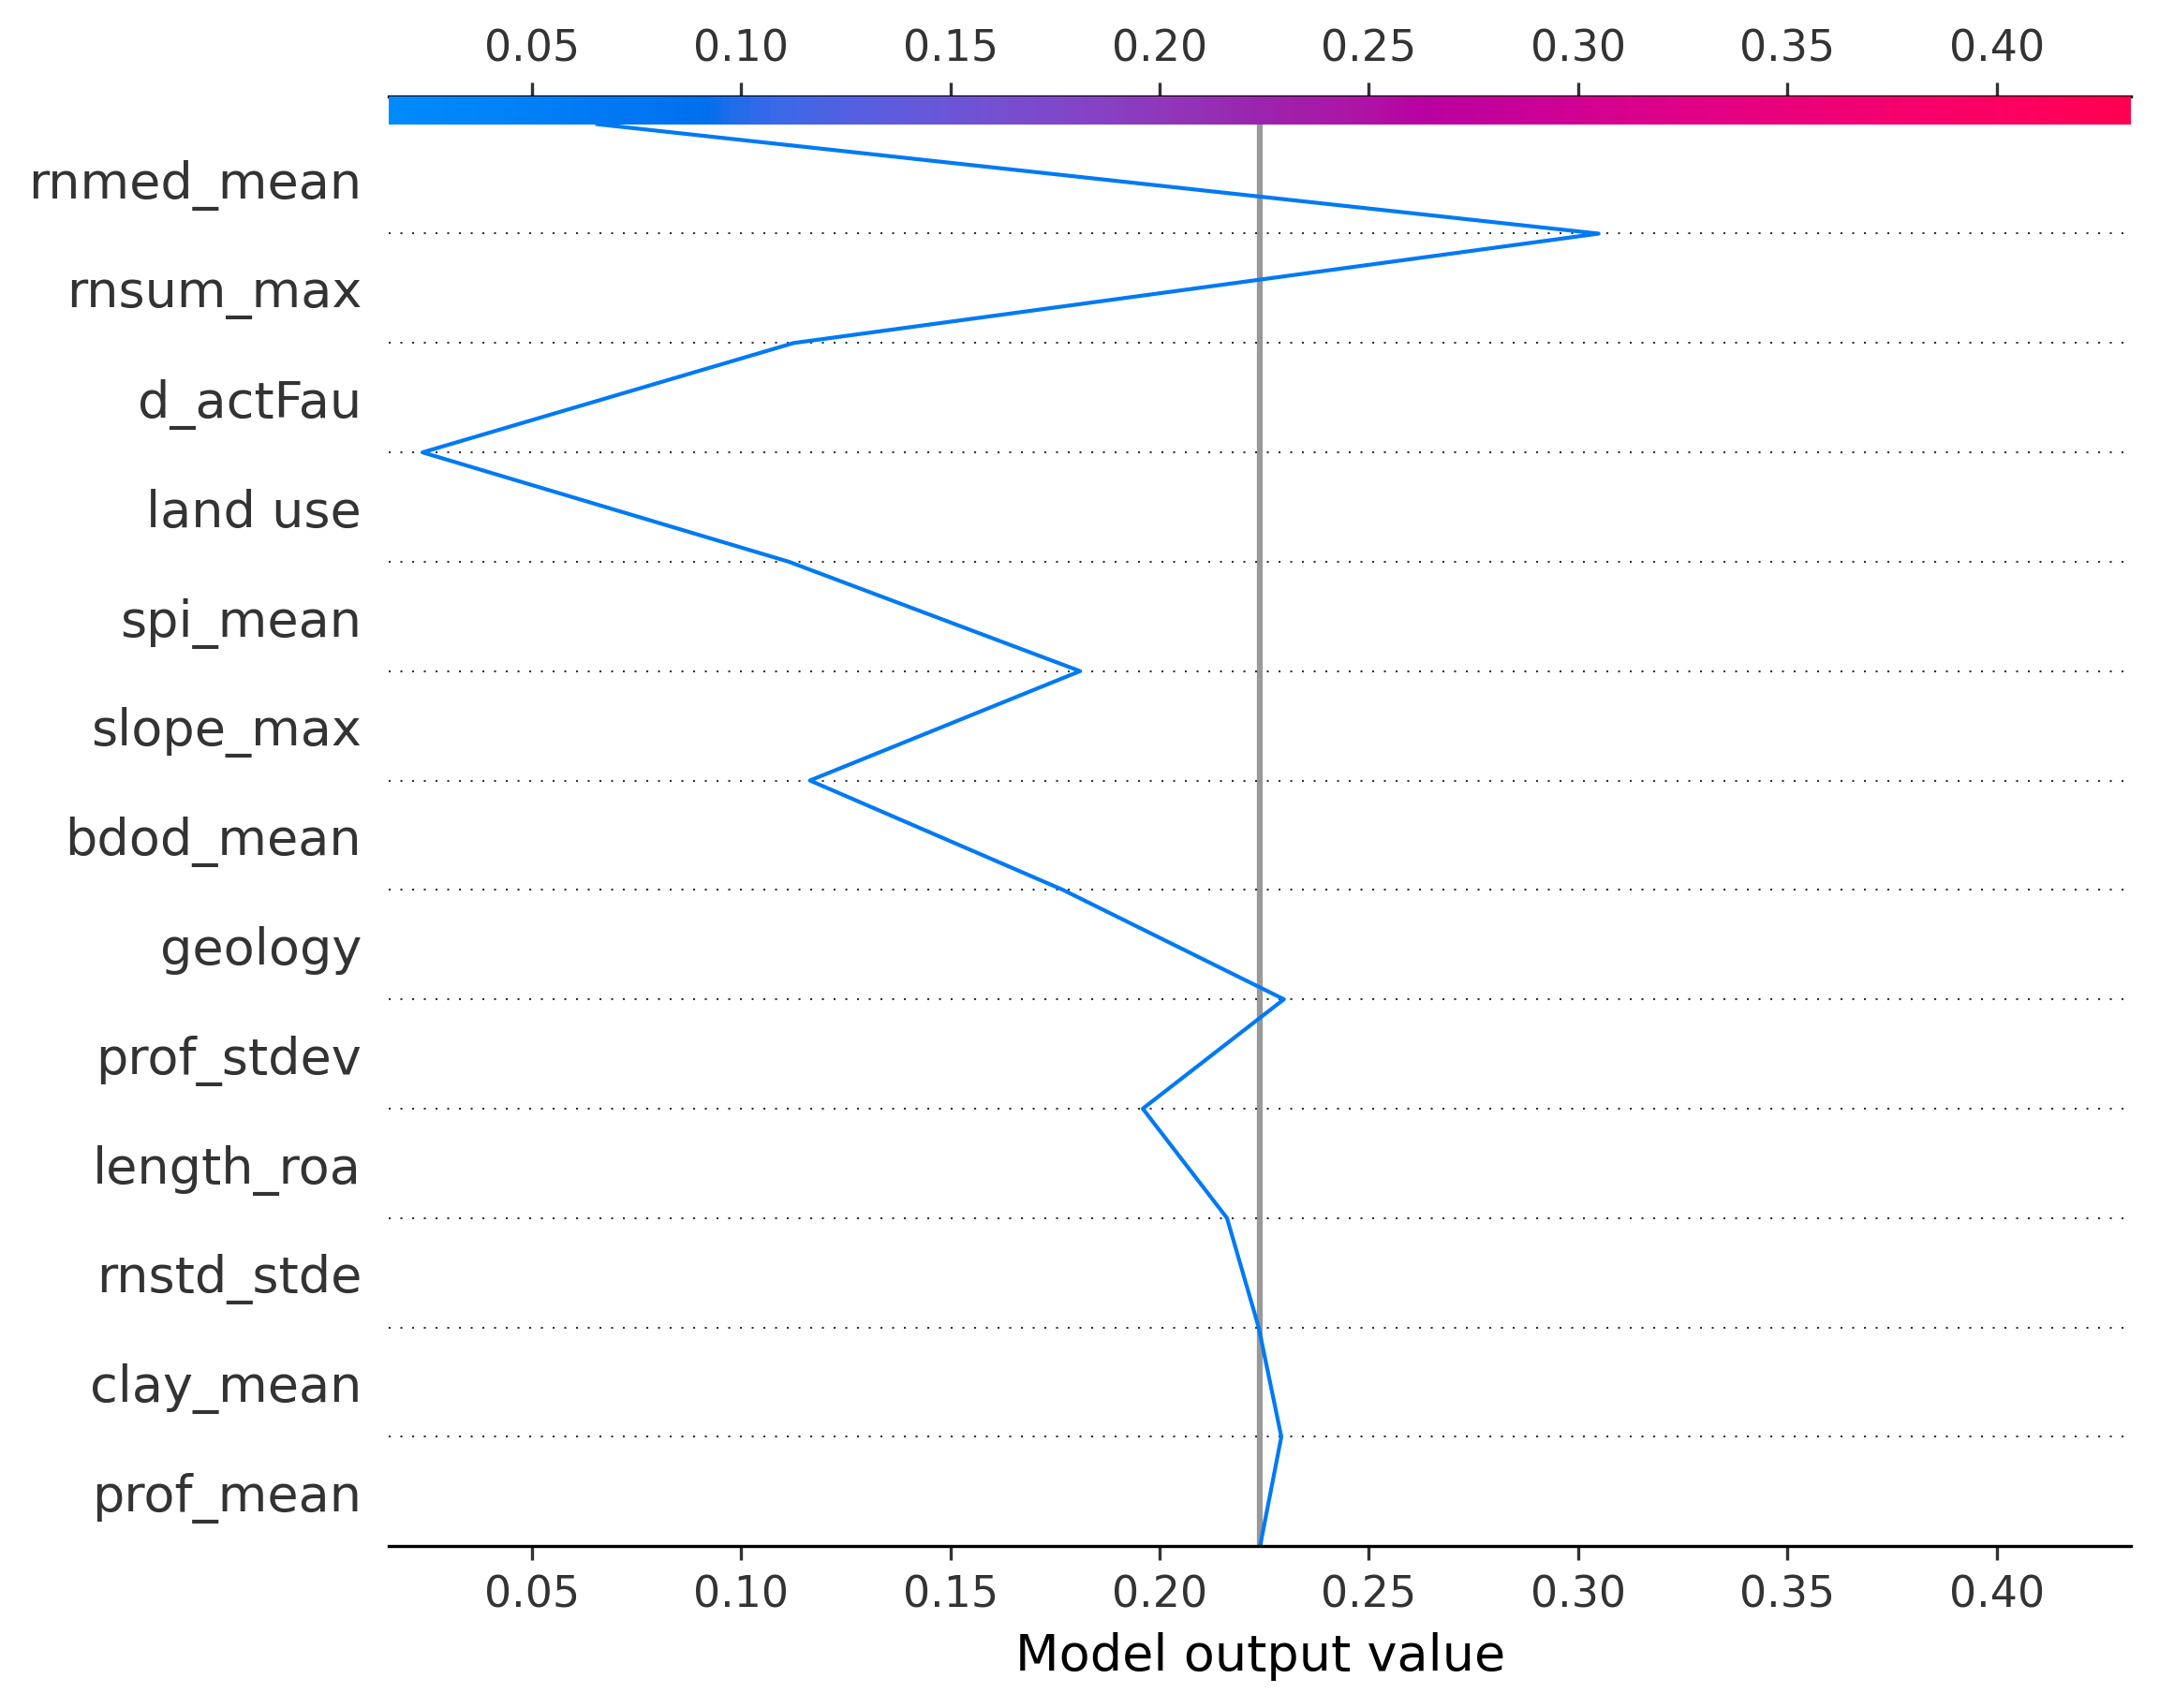 0.05 0.10 0.15 0.20 0.25 0.30 0.35 0.40
rnmed_mean
rnsum_max
d_actFau
land use
spi_mean
slope_max
bdod_mean
geology
prof_stdev
length_roa
rnstd_stde
clay_mean
prof_mean
0.05 0.10 0.15 0.20 0.25 0.30 0.35 0.40
Model output value